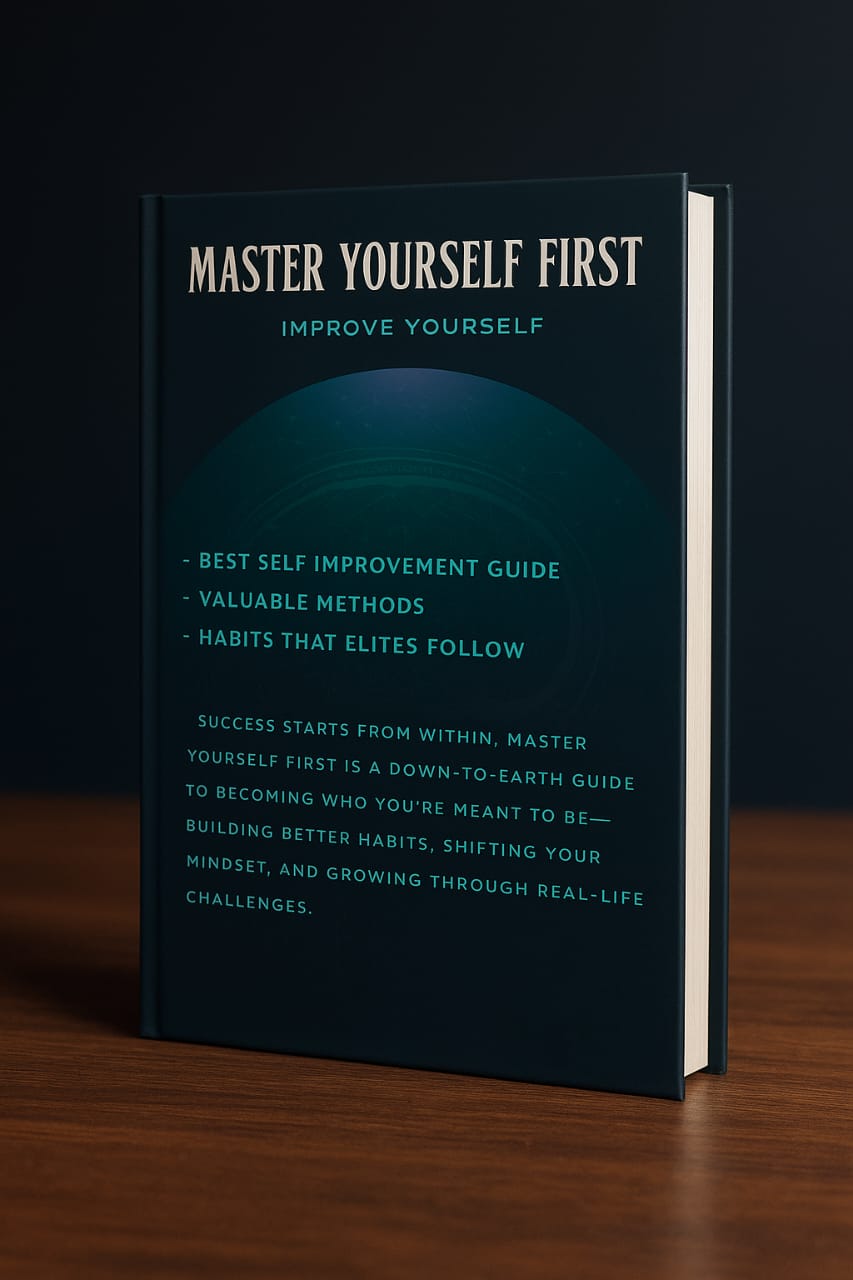 MASTER YOURSELF FIRST
IMPROVE YOURSELF
- BEST SELF IMPROVEMENT GUIDE
- VALUABLE METHODS
- HABITS THAT ELITES FOLLOW
SUCCESS STARTS FROM WITHIN, MASTER
YOURSELF FIRST IS A DOWN-TO-EARTH GUIDE
TO BECOMING WHO YOU'RE MEANT TO BE—
BUILDING BETTER HABITS, SHIFTING YOUR
MINDSET, AND GROWING THROUGH REAL-LIFE
CHALLENGES.